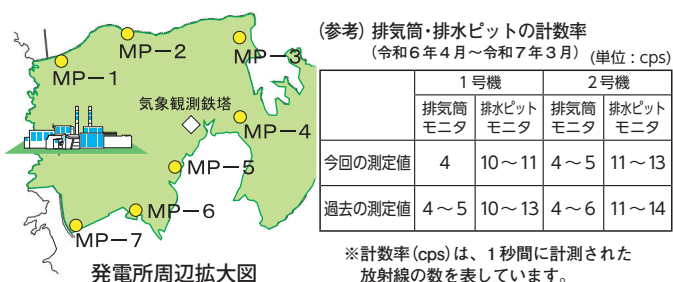 MP－1
MP－2
MP－3
気象観測鉄塔
MP－4
MP－5
MP－6
MP－7
発電所周辺拡大図
(参考) 排気筒・排水ピットの計数率
（令和6年4月～令和7年3月）(単位：cps)
1号機 2号機
排気筒モニタ 排水ピットモニタ 排気筒モニタ 排水ピットモニタ
今回の測定値 4 10～11 4～5 11～13
過去の測定値 4～5 10～13 4～6 11～14
※計数率(cps)は、1秒間に計測された
放射線の数を表しています。